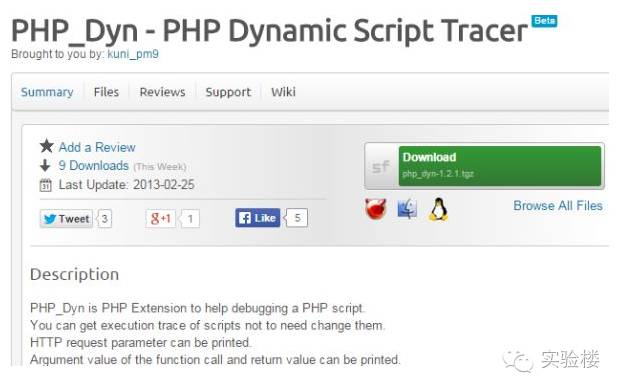 PHP_Dyn - PHP Dynamic Script Tracer Beta
Brought to you by: kuni_pm9
Summary Files Reviews Support Wiki
Add a Review
9 Downloads (This Week)
Last Update: 2013-02-25
Tweet 3 g+1 1 Like 5
sf Download
php_dyn-1.2.1.tgz
Browse All Files
Description
PHP_Dyn is PHP Extension to help debugging a PHP script.
You can get execution trace of scripts not to need change them.
HTTP request parameter can be printed.
Argument value of the function call and return value can be printed.
实验楼